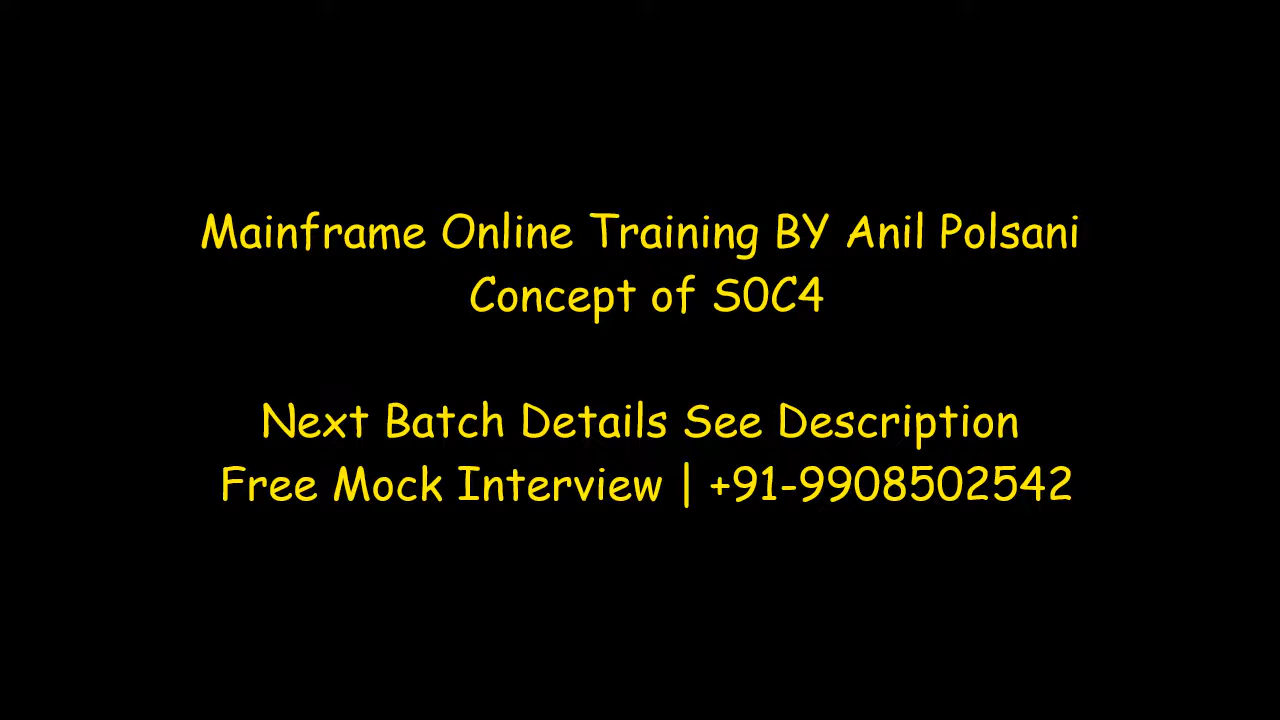 Mainframe Online Training BY Anil Polsani
Concept of S0C4
Next Batch Details See Description
Free Mock Interview | +91-9908502542